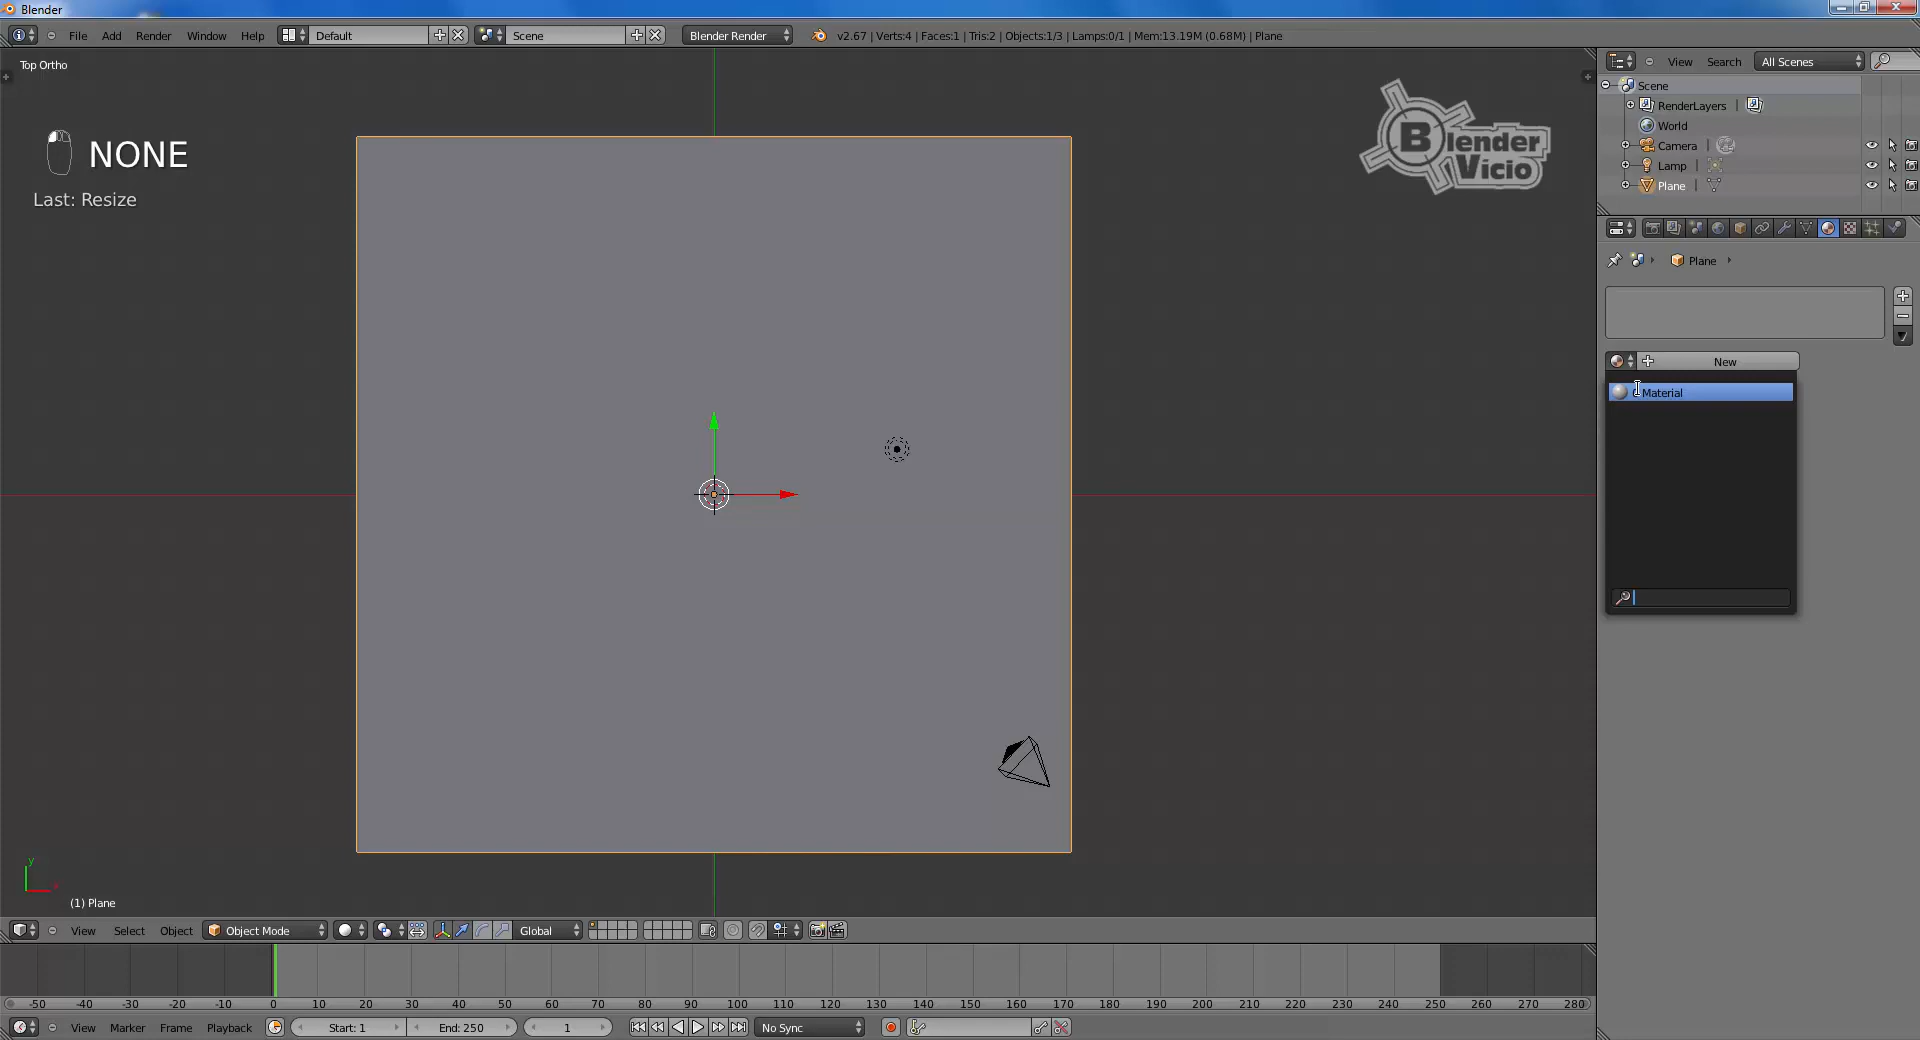 Blender
File Add Render Window Help Default Scene Blender Render v2.67 | Verts:4 | Faces:1 | Tris:2 | Objects:1/3 | Lamps:0/1 | Mem:13.19M (0.68M) | Plane
Top Ortho
NONE
Last: Resize
Blender
Vicio
View Search All Scenes
Scene
RenderLayers |
World
Camera |
Lamp |
Plane |
Plane
New
Material
y
x
(1) Plane
View Select Object Object Mode Global
-50 -40 -30 -20 -10 0 10 20 30 40 50 60 70 80 90 100 110 120 130 140 150 160 170 180 190 200 210 220 230 240 250 260 270 280
View Marker Frame Playback Start: 1 End: 250 1 No Sync